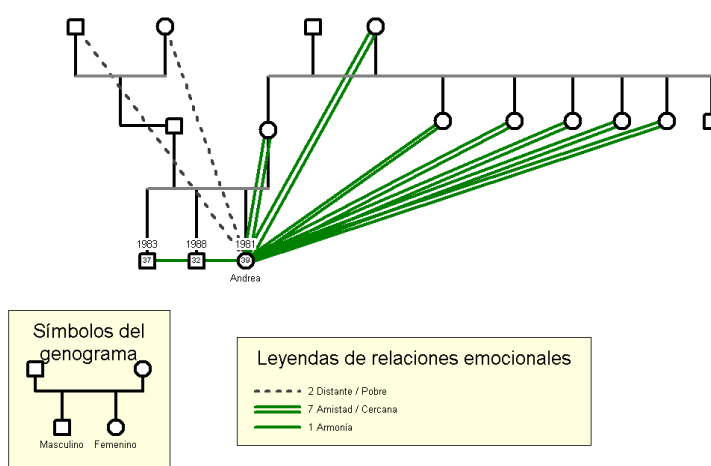 1983
1988
1981
37
32
39
Andrea
Símbolos del
genograma
Masculino
Femenino
Leyendas de relaciones emocionales
2 Distante / Pobre
7 Amistad / Cercana
1 Armonía